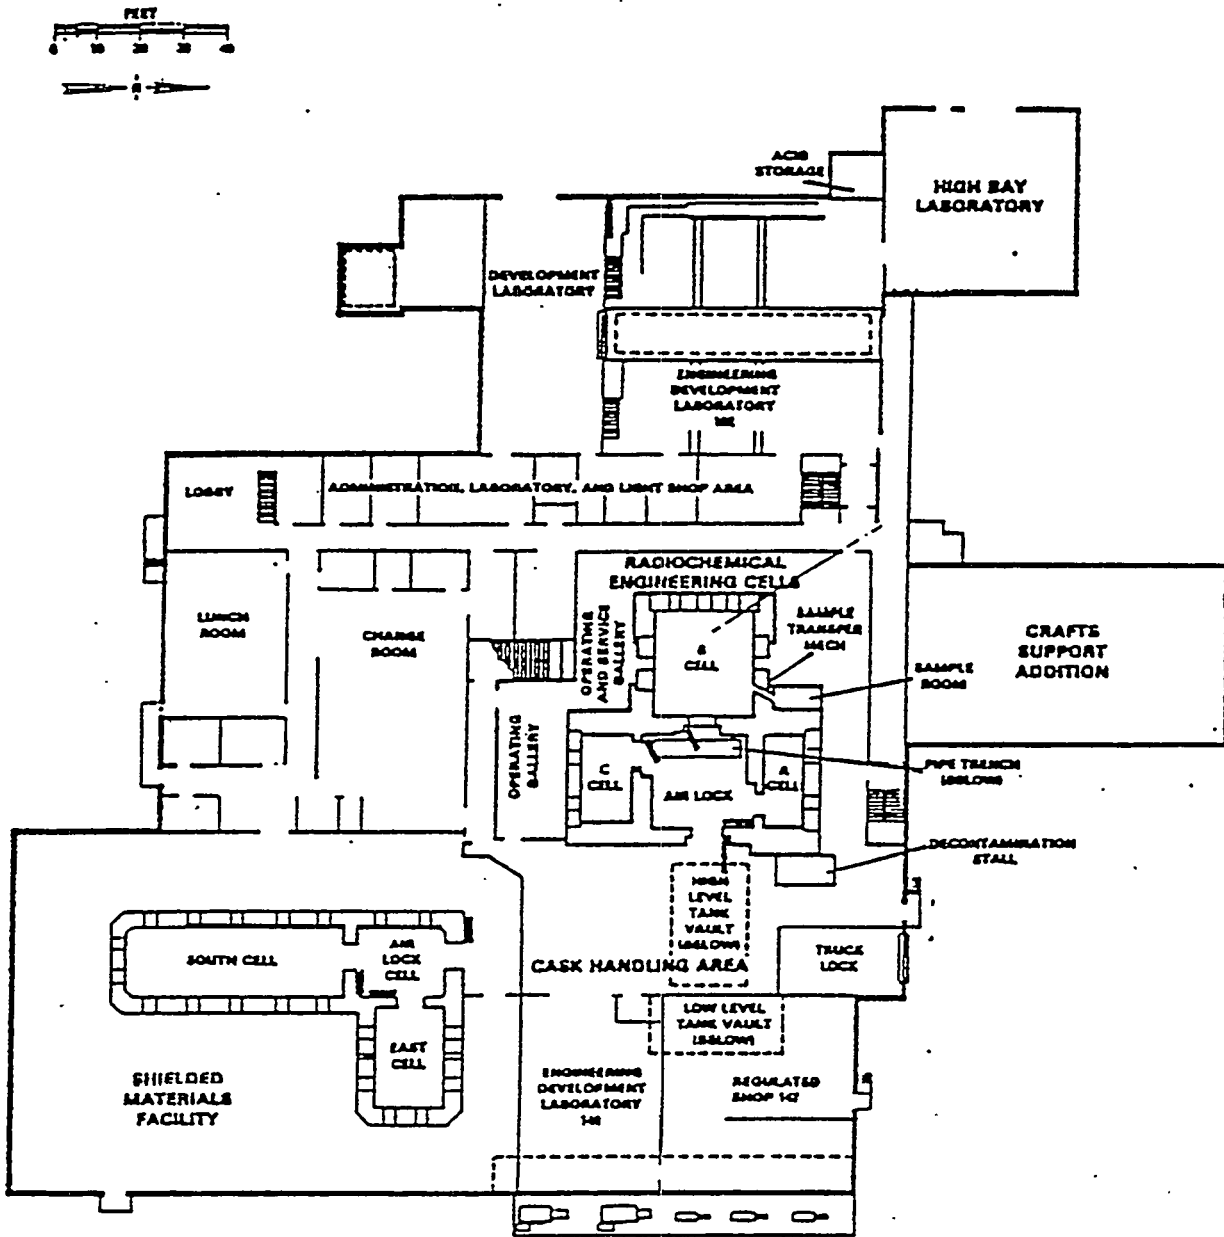 FEET
0 10 20 30 40
N
ACID
STORAGE
HIGH BAY
LABORATORY
DEVELOPMENT
LABORATORY
ENGINEERING
DEVELOPMENT
LABORATORY
LOBBY
ADMINISTRATION, LABORATORY, AND LIGHT SHOP AREA
RADIOCHEMICAL
ENGINEERING CELLS
LUNCH
ROOM
CHANGE
ROOM
OPERATING
AND SERVICE
GALLERY
B
CELL
SAMPLE
TRANSFER
MECH
CRAFTS
SUPPORT
ADDITION
SAMPLE
ROOM
OPERATING
GALLERY
C
CELL
A
CELL
AIR LOCK
PIPE TRENCH
(BELOW)
DECONTAMINATION
STALL
HIGH
LEVEL
TANK
VAULT
(BELOW)
SOUTH CELL
AIR
LOCK
CELL
CASK HANDLING AREA
TRUCK
LOCK
LOW LEVEL
TANK VAULT
(BELOW)
EAST
CELL
SHIELDED
MATERIALS
FACILITY
ENGINEERING
DEVELOPMENT
LABORATORY
REGULATED
SHOP